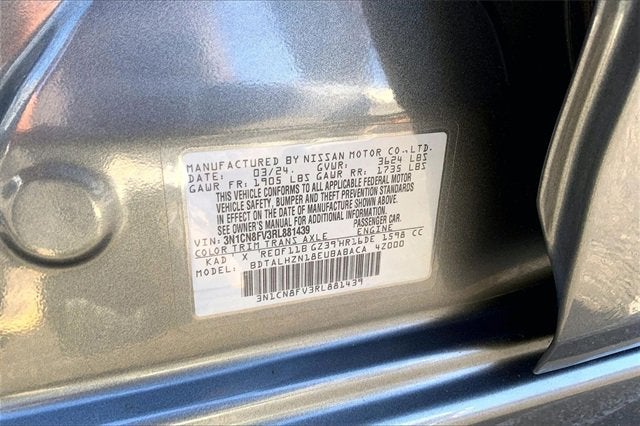 MANUFACTURED BY NISSAN MOTOR CO., LTD.
DATE: 03/24. GVWR: 3624 LBS
GAWR FR: 1905 LBS GAWR RR: 1735 LBS
THIS VEHICLE CONFORMS TO ALL APPLICABLE FEDERAL MOTOR
VEHICLE SAFETY, BUMPER AND THEFT PREVENTION STANDARDS
IN EFFECT ON THE DATE OF MANUFACTURE SHOWN ABOVE.
SEE OWNER'S MANUAL FOR ADDITIONAL INFORMATION.
VIN: 3N1CN8FV3RL881439 PASSENGER CAR.
COLOR TRIM TRANS AXLE ENGINE
KAD X RE0F11B GZ39 HR16DE 1598 CC
MODEL: BDTALHZN18EUBABACA 42000
3N1CN8FV3RL881439